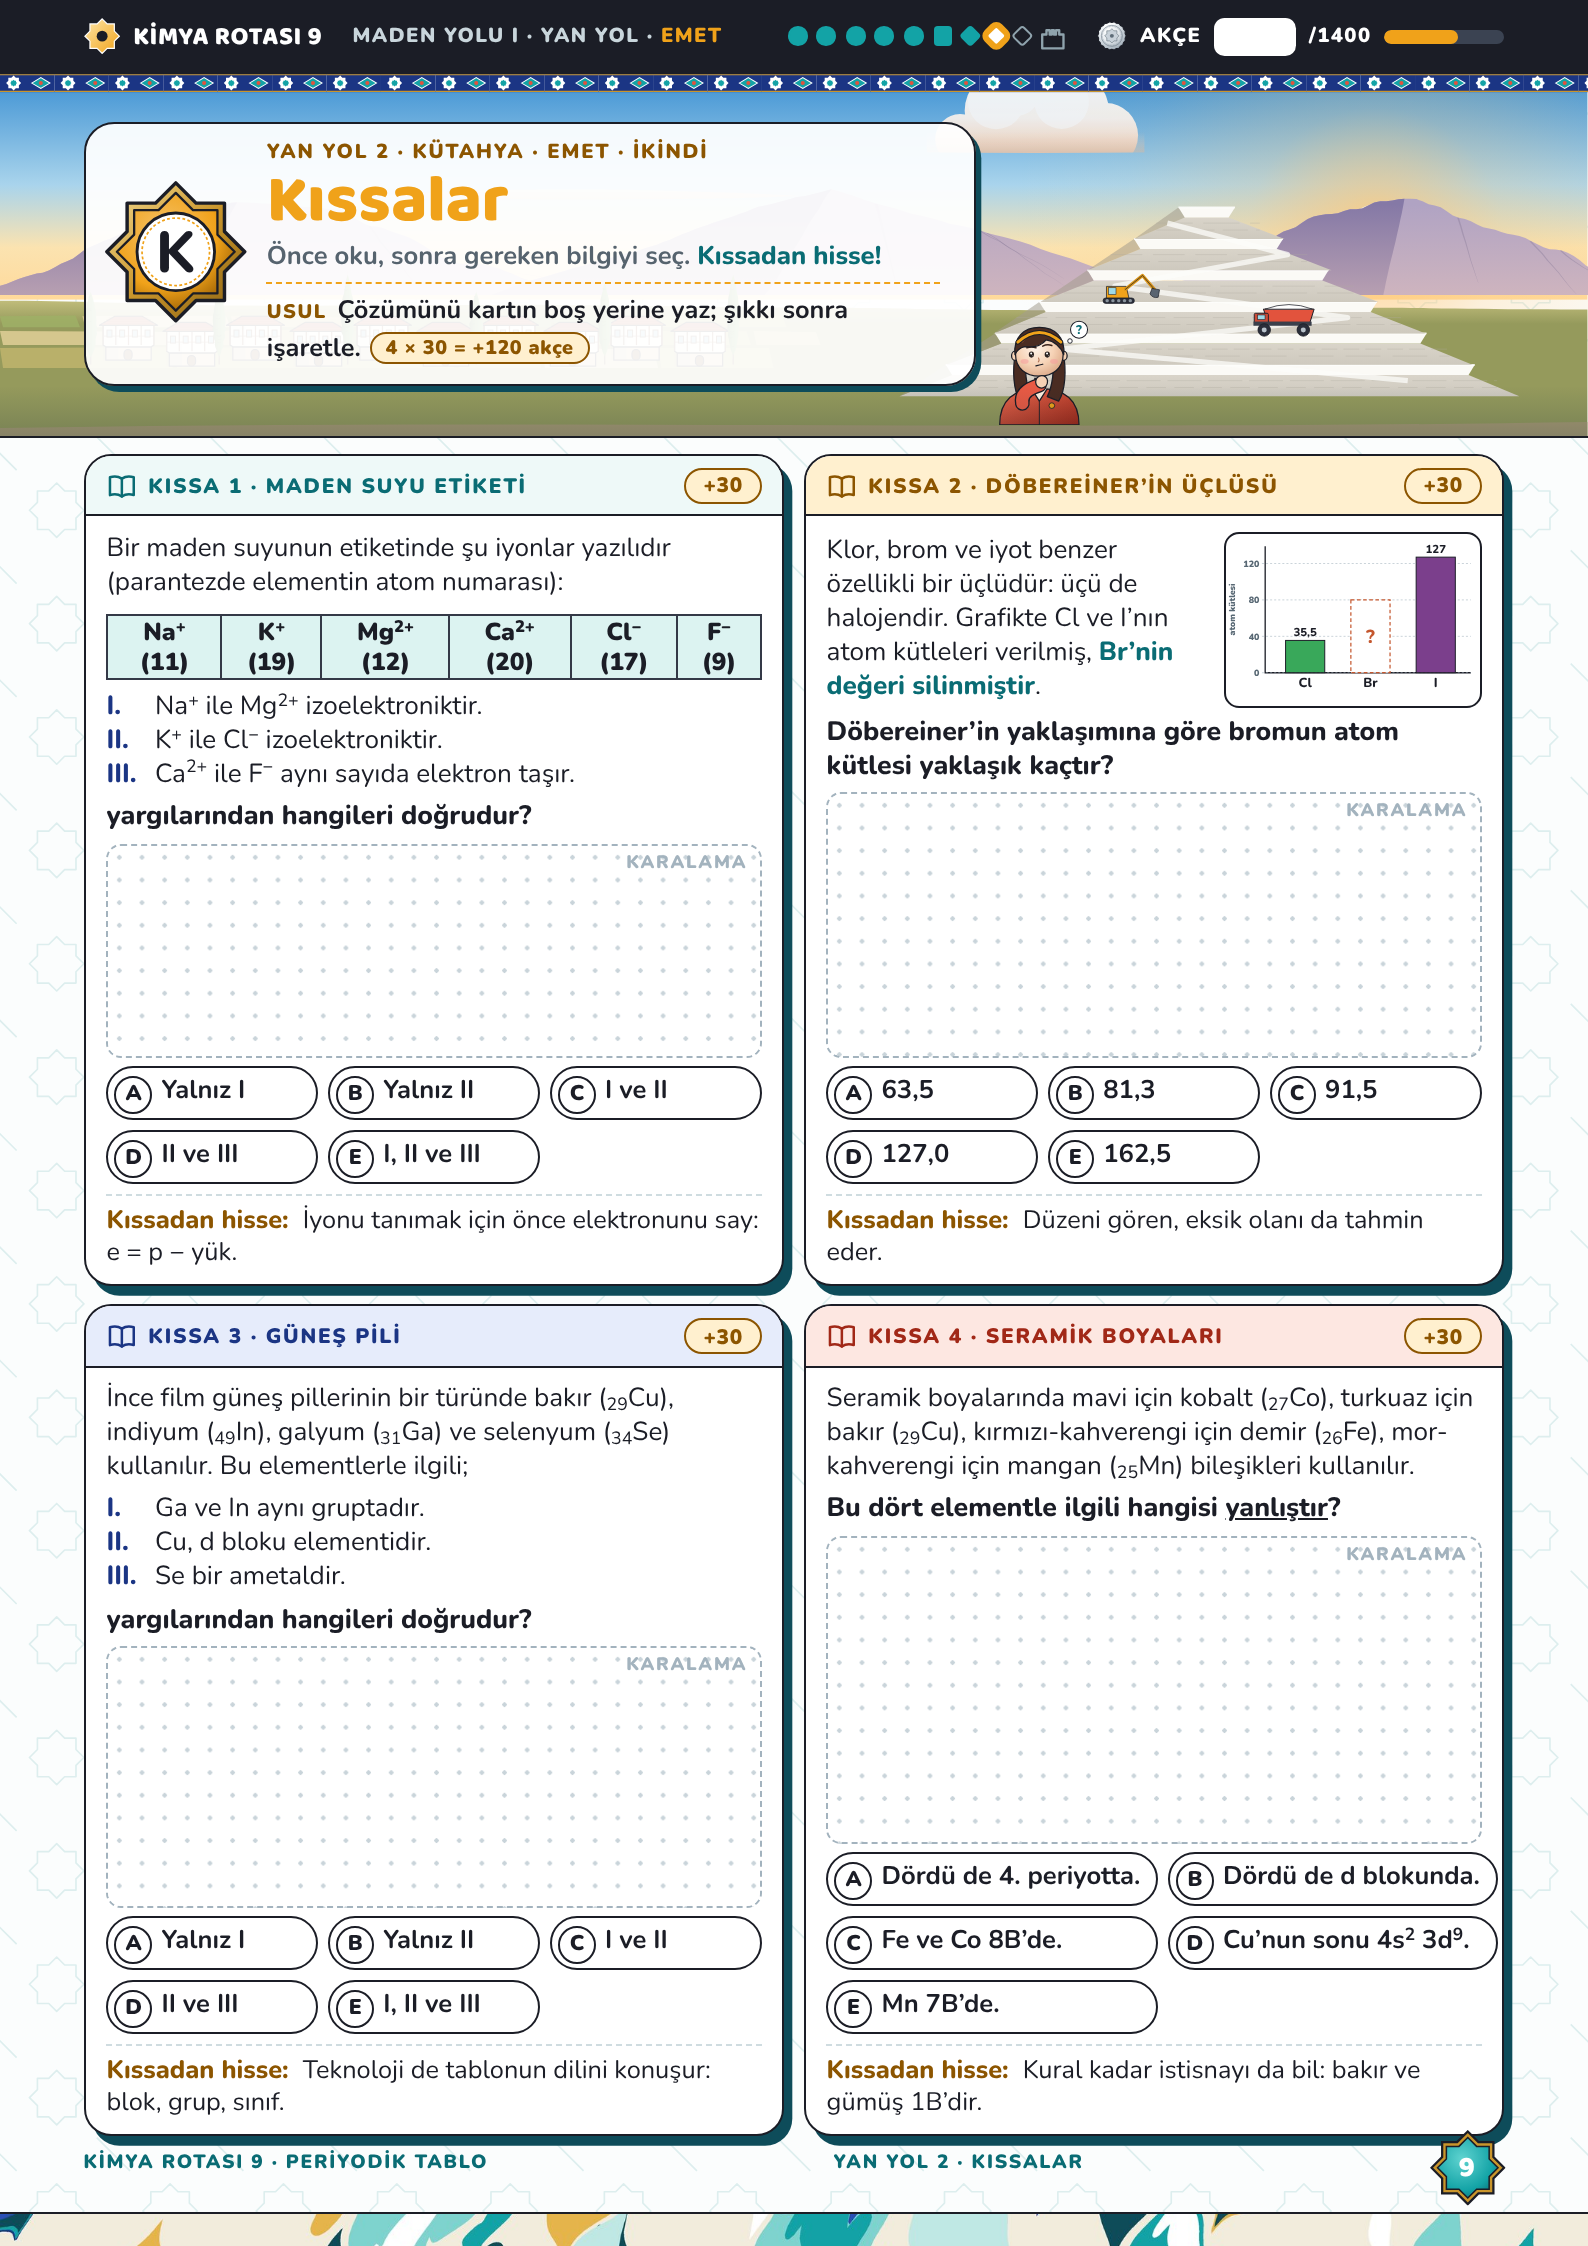 KİMYA ROTASI 9 MADEN YOLU I · YAN YOL · EMET AKÇE /1400
YAN YOL 2 · KÜTAHYA · EMET · İKİNDİ
K
Kıssalar
Önce oku, sonra gereken bilgiyi seç. Kıssadan hisse!
USUL Çözümünü kartın boş yerine yaz; şıkkı sonra
işaretle. 4 × 30 = +120 akçe
?
KISSA 1 · MADEN SUYU ETİKETİ +30
Bir maden suyunun etiketinde şu iyonlar yazılıdır
(parantezde elementin atom numarası):
Na⁺ K⁺ Mg²⁺ Ca²⁺ Cl⁻ F⁻
(11) (19) (12) (20) (17) (9)
I. Na⁺ ile Mg²⁺ izoelektroniktir.
II. K⁺ ile Cl⁻ izoelektroniktir.
III. Ca²⁺ ile F⁻ aynı sayıda elektron taşır.
yargılarından hangileri doğrudur?
KARALAMA
A Yalnız I B Yalnız II C I ve II
D II ve III E I, II ve III
Kıssadan hisse: İyonu tanımak için önce elektronunu say:
e = p − yük.
KISSA 2 · DÖBEREİNER’İN ÜÇLÜSÜ +30
Klor, brom ve iyot benzer
özellikli bir üçlüdür: üçü de
halojendir. Grafikte Cl ve I’nın
atom kütleleri verilmiş, Br’nin
değeri silinmiştir.
atom kütlesi
120
80
40
0
35,5
?
127
Cl Br I
Döbereiner’in yaklaşımına göre bromun atom
kütlesi yaklaşık kaçtır?
KARALAMA
A 63,5 B 81,3 C 91,5
D 127,0 E 162,5
Kıssadan hisse: Düzeni gören, eksik olanı da tahmin
eder.
KISSA 3 · GÜNEŞ PİLİ +30
İnce film güneş pillerinin bir türünde bakır (₂₉Cu),
indiyum (₄₉In), galyum (₃₁Ga) ve selenyum (₃₄Se)
kullanılır. Bu elementlerle ilgili;
I. Ga ve In aynı gruptadır.
II. Cu, d bloku elementidir.
III. Se bir ametaldir.
yargılarından hangileri doğrudur?
KARALAMA
A Yalnız I B Yalnız II C I ve II
D II ve III E I, II ve III
Kıssadan hisse: Teknoloji de tablonun dilini konuşur:
blok, grup, sınıf.
KISSA 4 · SERAMİK BOYALARI +30
Seramik boyalarında mavi için kobalt (₂₇Co), turkuaz için
bakır (₂₉Cu), kırmızı-kahverengi için demir (₂₆Fe), mor-
kahverengi için mangan (₂₅Mn) bileşikleri kullanılır.
Bu dört elementle ilgili hangisi yanlıştır?
KARALAMA
A Dördü de 4. periyotta. B Dördü de d blokunda.
C Fe ve Co 8B’de. D Cu’nun sonu 4s² 3d⁹.
E Mn 7B’de.
Kıssadan hisse: Kural kadar istisnayı da bil: bakır ve
gümüş 1B’dir.
KİMYA ROTASI 9 · PERİYODİK TABLO YAN YOL 2 · KISSALAR 9